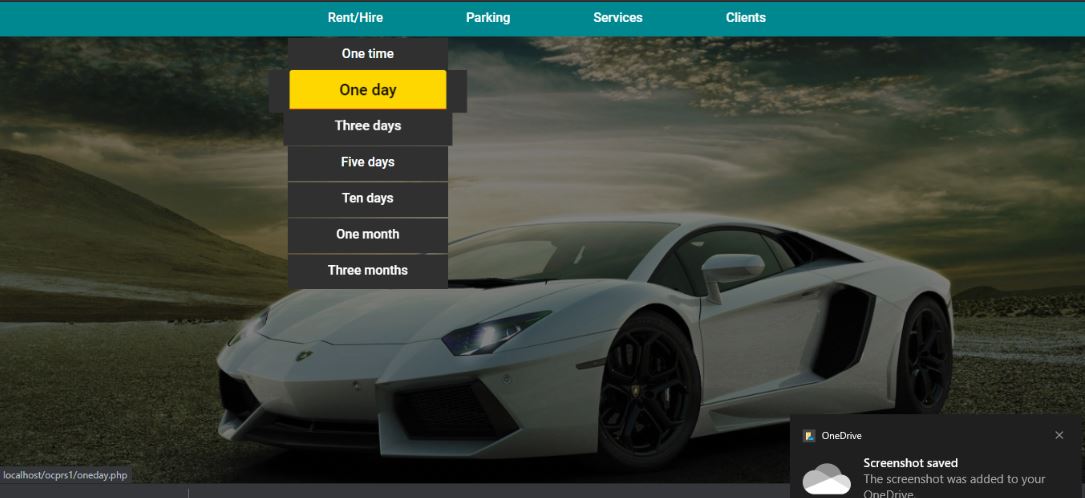 Rent/Hire Parking Services Clients
One time
One day
Three days
Five days
Ten days
One month
Three months
localhost/ocprs1/oneday.php
OneDrive
Screenshot saved
The screenshot was added to your
OneDrive.